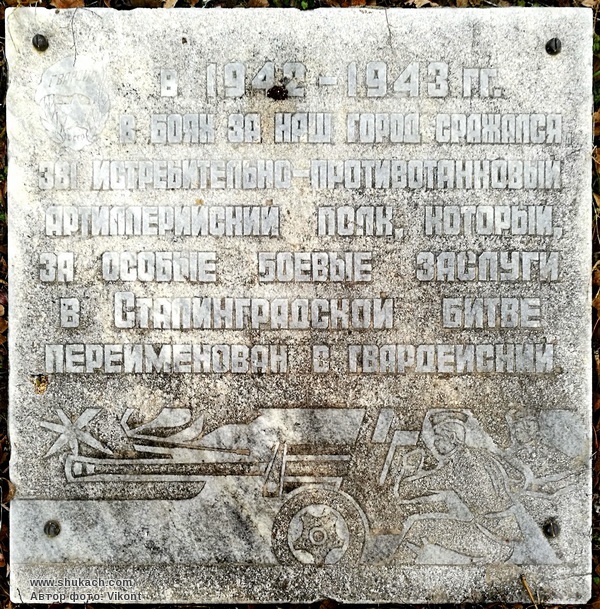 В 1942-1943 ГГ.
В БОЯХ ЗА НАШ ГОРОД СРАЖАЛСЯ
ИСТРЕБИТЕЛЬНО-ПРОТИВОТАНКОВЫЙ
АРТИЛЛЕРИЙСКИЙ ПОЛК, КОТОРЫЙ,
ЗА ОСОБЫЕ БОЕВЫЕ ЗАСЛУГИ
В СТАЛИНГРАДСКОЙ БИТВЕ
ПЕРЕИМЕНОВАН В ГВАРДЕЙСКИЙ
www.shukach.com
Автор фото: Vikont